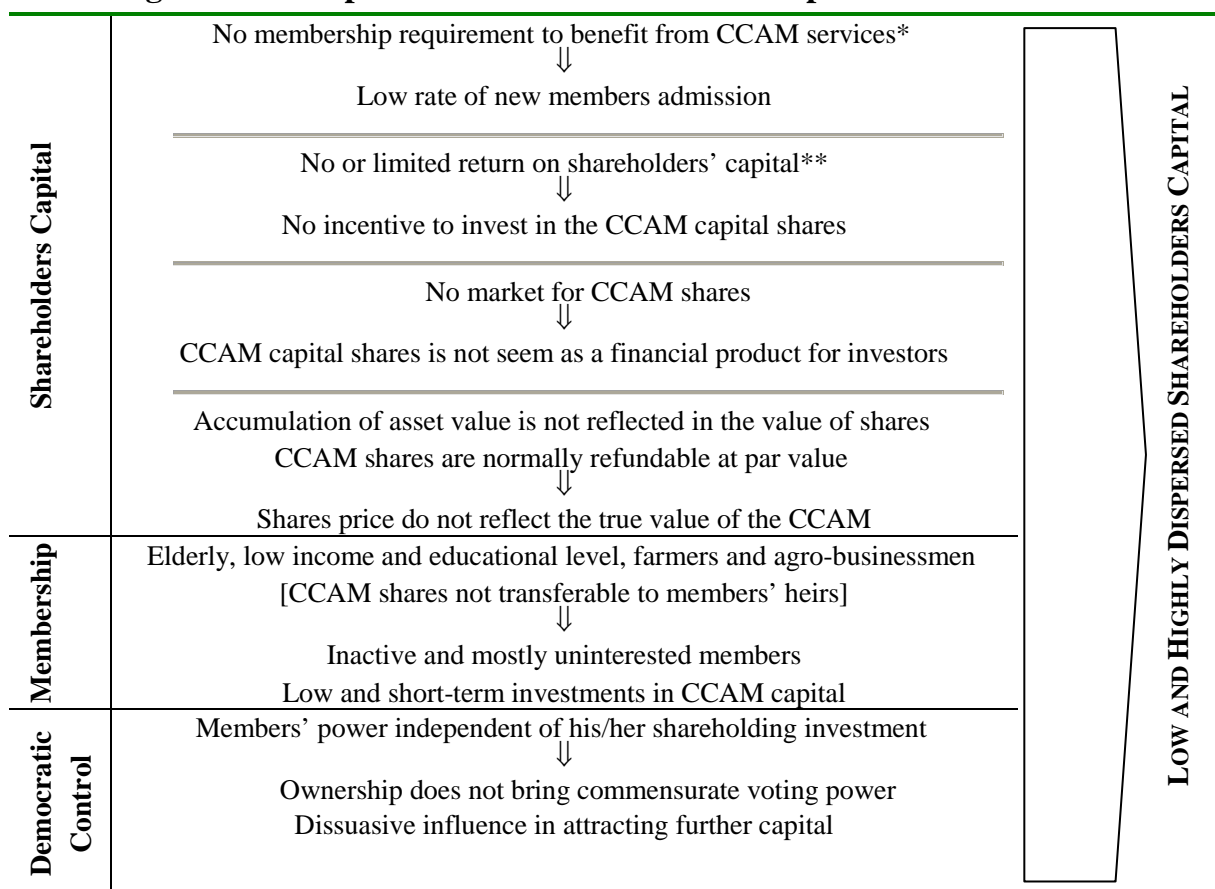 Shareholders Capital
No membership requirement to benefit from CCAM services*
⇓
Low rate of new members admission
No or limited return on shareholders’ capital**
⇓
No incentive to invest in the CCAM capital shares
No market for CCAM shares
⇓
CCAM capital shares is not seem as a financial product for investors
Accumulation of asset value is not reflected in the value of shares
CCAM shares are normally refundable at par value
⇓
Shares price do not reflect the true value of the CCAM
Membership
Elderly, low income and educational level, farmers and agro-businessmen
[CCAM shares not transferable to members’ heirs]
⇓
Inactive and mostly uninterested members
Low and short-term investments in CCAM capital
Democratic
Control
Members’ power independent of his/her shareholding investment
⇓
Ownership does not bring commensurate voting power
Dissuasive influence in attracting further capital
LOW AND HIGHLY DISPERSED SHAREHOLDERS CAPITAL